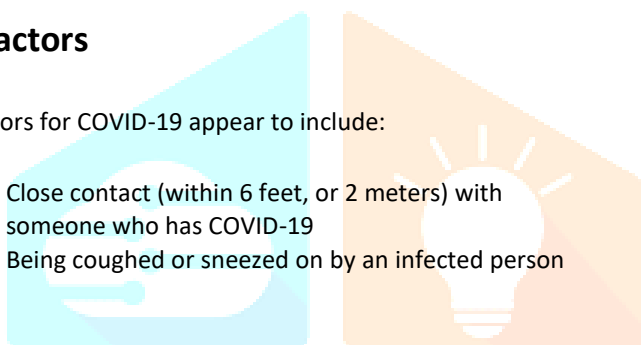 actors
ors for COVID-19 appear to include:
Close contact (within 6 feet, or 2 meters) with
someone who has COVID-19
Being coughed or sneezed on by an infected person